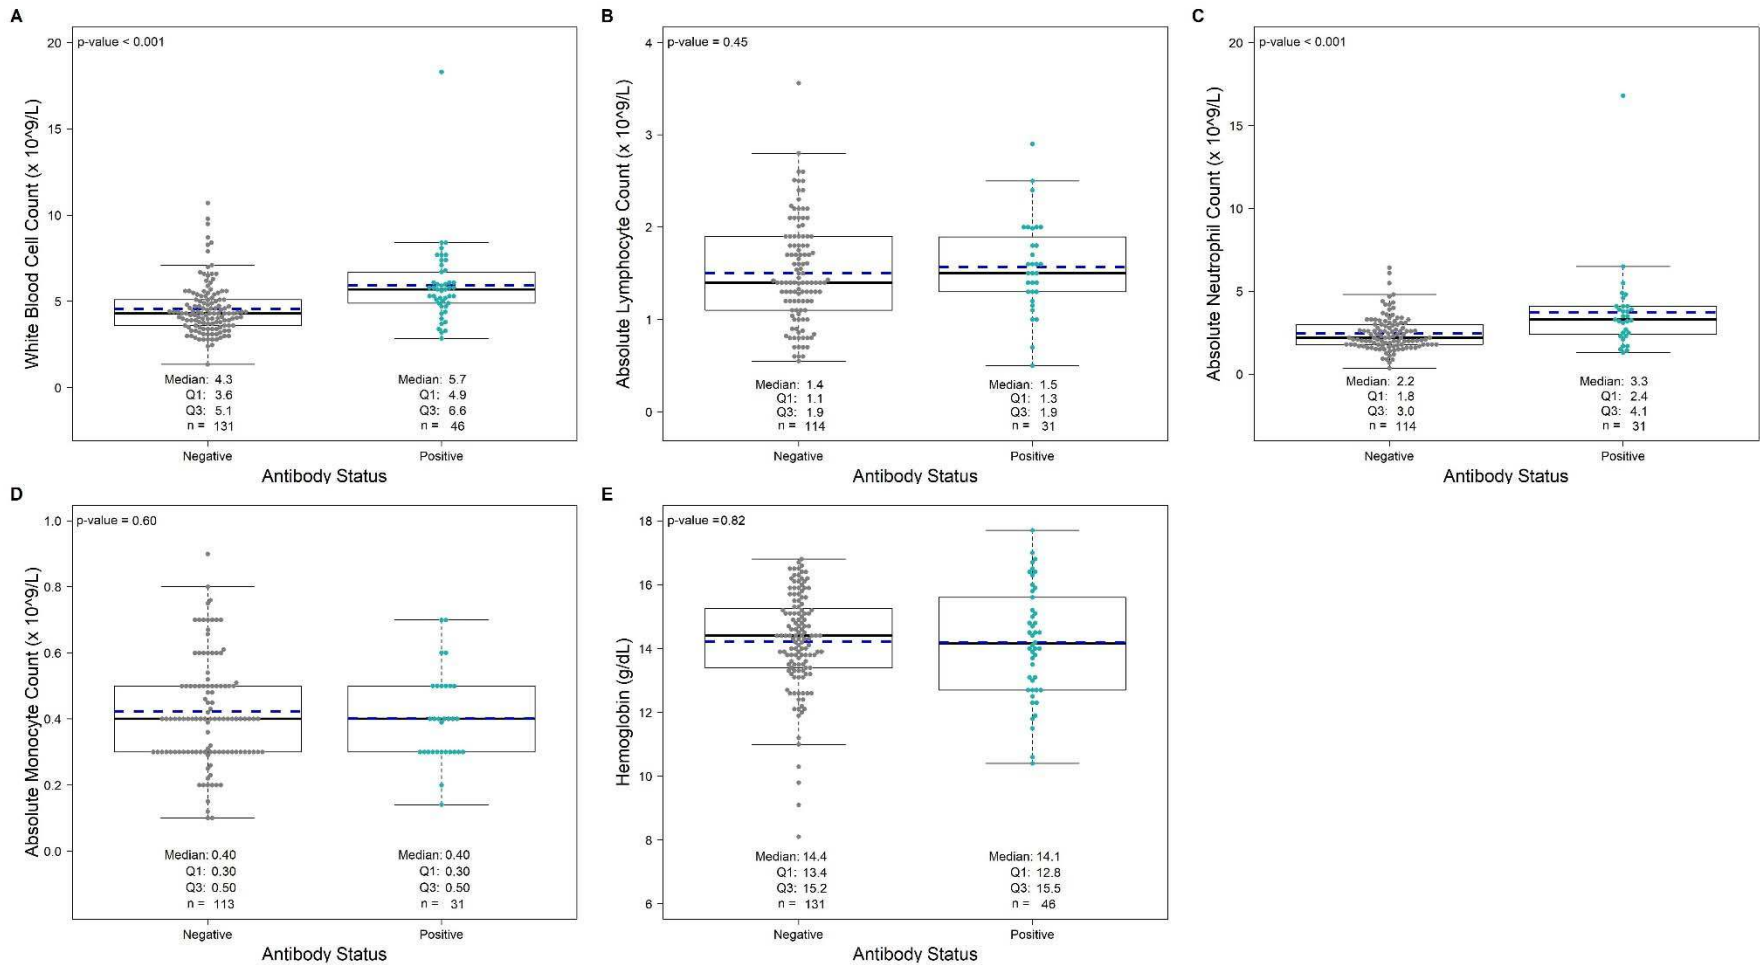 A
p-value < 0.001
White Blood Cell Count (x 10^9/L)
20
15
10
5
0
Median: 4.3
Q1: 3.6
Q3: 5.1
n = 131
Median: 5.7
Q1: 4.9
Q3: 6.6
n = 46
Negative
Positive
Antibody Status
B
p-value = 0.45
Absolute Lymphocyte Count (x 10^9/L)
4
3
2
1
0
Median: 1.4
Q1: 1.1
Q3: 1.9
n = 114
Median: 1.5
Q1: 1.3
Q3: 1.9
n = 31
Negative
Positive
Antibody Status
C
p-value < 0.001
Absolute Neutrophil Count (x 10^9/L)
20
15
10
5
0
Median: 2.2
Q1: 1.8
Q3: 3.0
n = 114
Median: 3.3
Q1: 2.4
Q3: 4.1
n = 31
Negative
Positive
Antibody Status
D
p-value = 0.60
Absolute Monocyte Count (x 10^9/L)
1.0
0.8
0.6
0.4
0.2
0.0
Median: 0.40
Q1: 0.30
Q3: 0.50
n = 113
Median: 0.40
Q1: 0.30
Q3: 0.50
n = 31
Negative
Positive
Antibody Status
E
p-value =0.82
Hemoglobin (g/dL)
18
16
14
12
10
8
6
Median: 14.4
Q1: 13.4
Q3: 15.2
n = 131
Median: 14.1
Q1: 12.8
Q3: 15.5
n = 46
Negative
Positive
Antibody Status